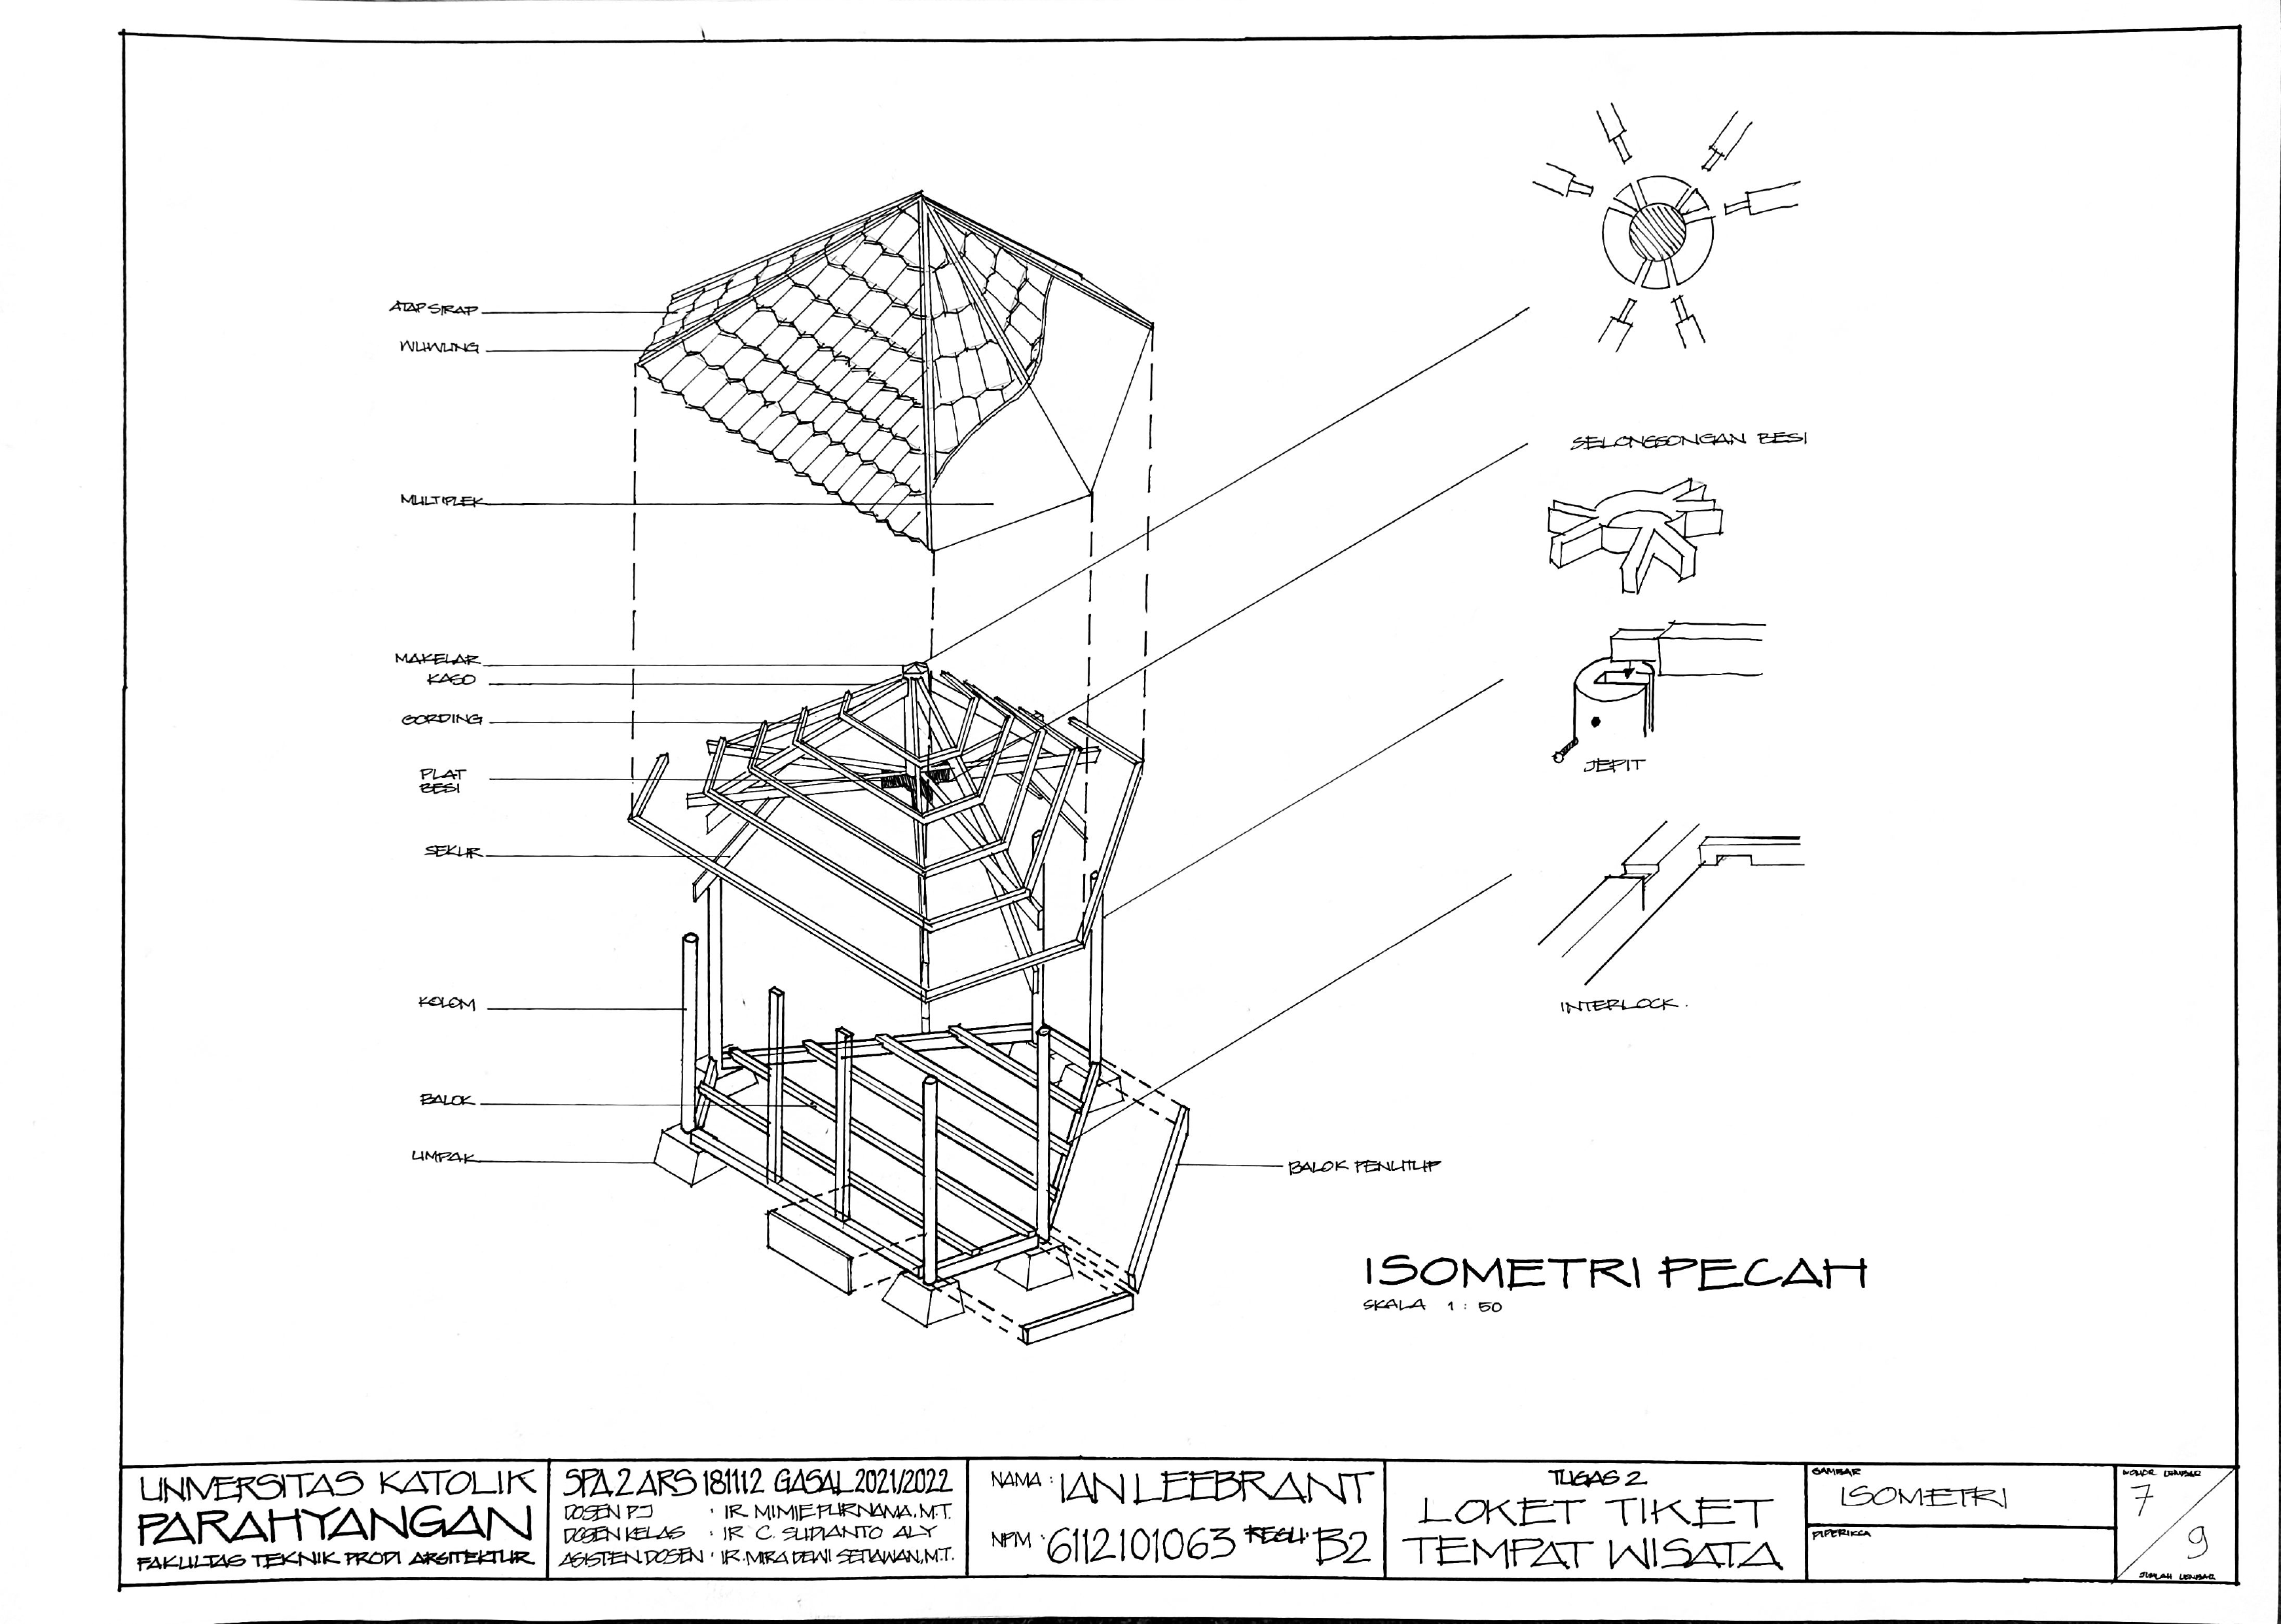 ATAP SIRAP
WUWUNG
MULTIPLEK
MAKELAR
KASO
GORDING
PLAT
BESI
SEKUR
KOLOM
BALOK
UMPAK
SELONGSONGAN BESI
JEPIT
INTERLOCK.
BALOK PENUTUP
ISOMETRI PECAH
SKALA 1 : 50
UNIVERSITAS KATOLIK
PARAHYANGAN
FAKULTAS TEKNIK PRODI ARSITEKTUR
SPA 2 ARS 181112 GASAL 2021/2022
DOSEN PJ : IR. MIMIE PURNAMA, M.T.
DOSEN KELAS : IR C. SUDIANTO ALY
ASISTEN DOSEN : IR. MIRA DEWI SETIAWAN, M.T.
NAMA : IAN LEEBRANT
NPM : 6112101063 REGU : B2
TUGAS 2
LOKET TIKET
TEMPAT WISATA
GAMBAR
ISOMETRI
DIPERIKSA
NOMOR LEMBAR
7
9
JUMLAH LEMBAR